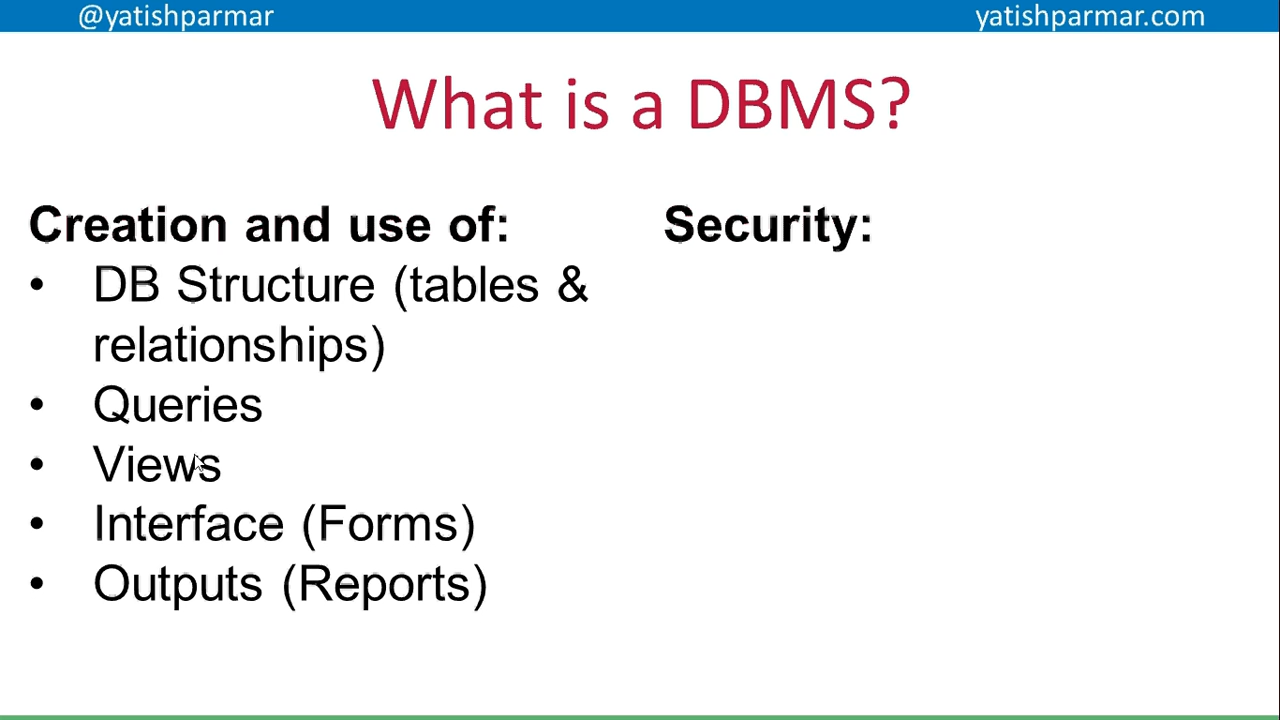 @yatishparmar
yatishparmar.com
What is a DBMS?
Creation and use of:
• DB Structure (tables &
relationships)
• Queries
• Views
• Interface (Forms)
• Outputs (Reports)
Security: